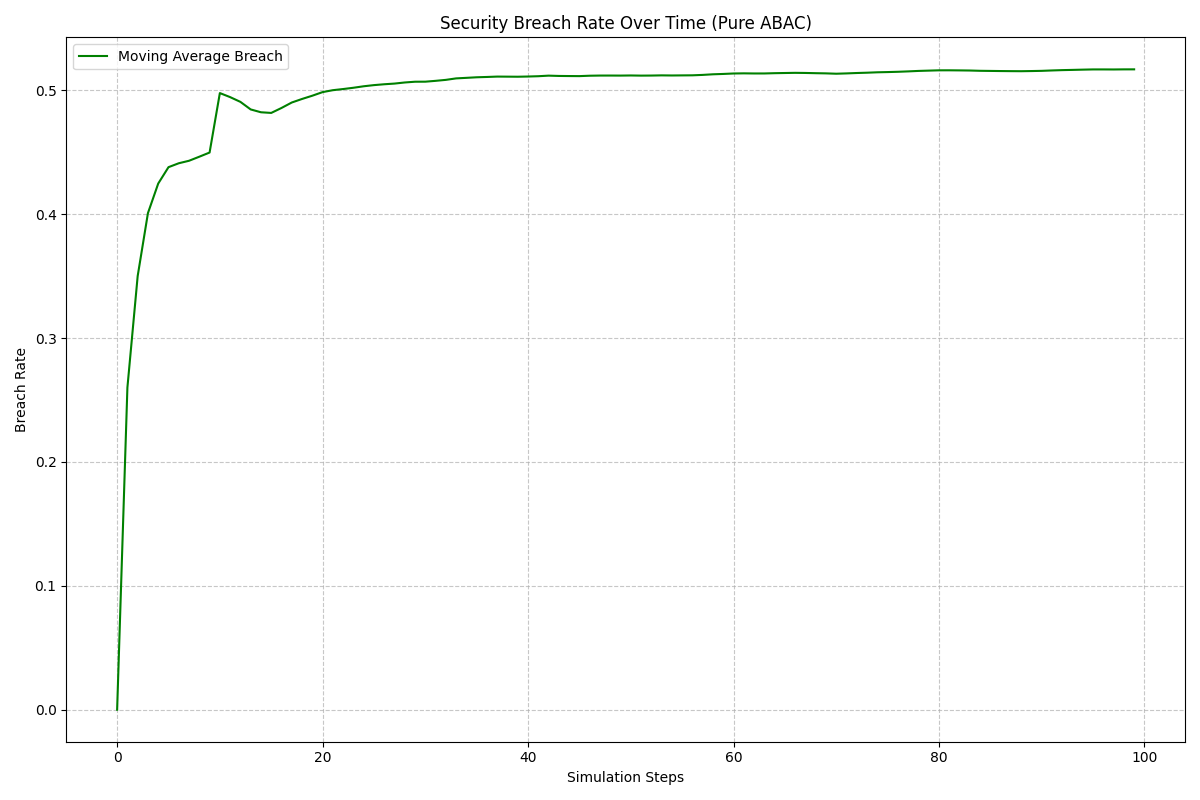 Security Breach Rate Over Time (Pure ABAC)
Moving Average Breach
Breach Rate
0.5
0.4
0.3
0.2
0.1
0.0
0 20 40 60 80 100
Simulation Steps